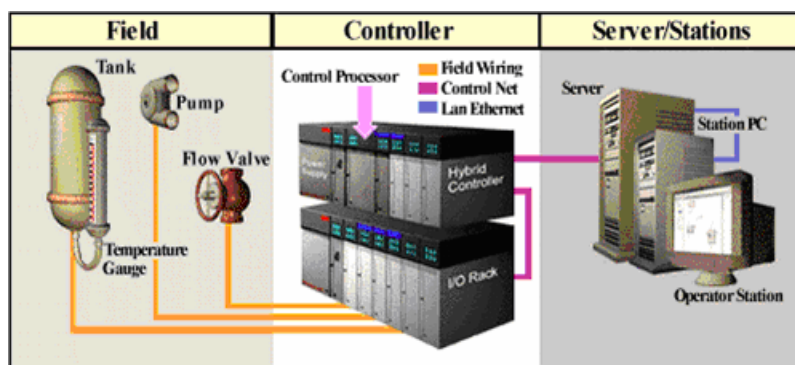 Field
Controller
Server/Stations
Tank
Pump
Flow Valve
Temperature
Gauge
Control Processor
Field Wiring
Control Net
Lan Ethernet
Power
Supply
Hybrid
Controller
I/O Rack
Server
Station PC
Operator Station